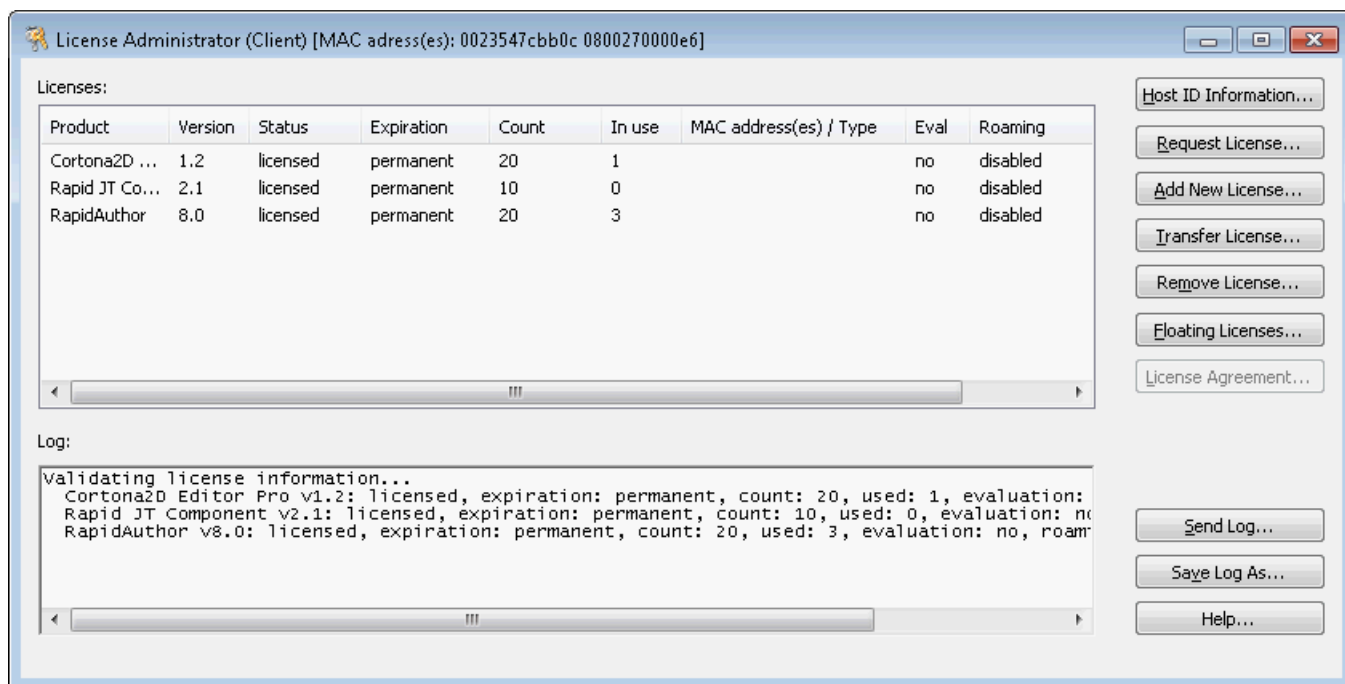 License Administrator (Client) [MAC adress(es): 0023547cbb0c 0800270000e6]
Licenses:
Product Version Status Expiration Count In use MAC address(es) / Type Eval Roaming
Cortona2D ... 1.2 licensed permanent 20 1 no disabled
Rapid JT Co... 2.1 licensed permanent 10 0 no disabled
RapidAuthor 8.0 licensed permanent 20 3 no disabled
Host ID Information...
Request License...
Add New License...
Transfer License...
Remove License...
Floating Licenses...
License Agreement...
Log:
Validating license information...
Cortona2D Editor Pro v1.2: licensed, expiration: permanent, count: 20, used: 1, evaluation:
Rapid JT Component v2.1: licensed, expiration: permanent, count: 10, used: 0, evaluation: no
RapidAuthor v8.0: licensed, expiration: permanent, count: 20, used: 3, evaluation: no,
Send Log...
Save Log As...
Help...